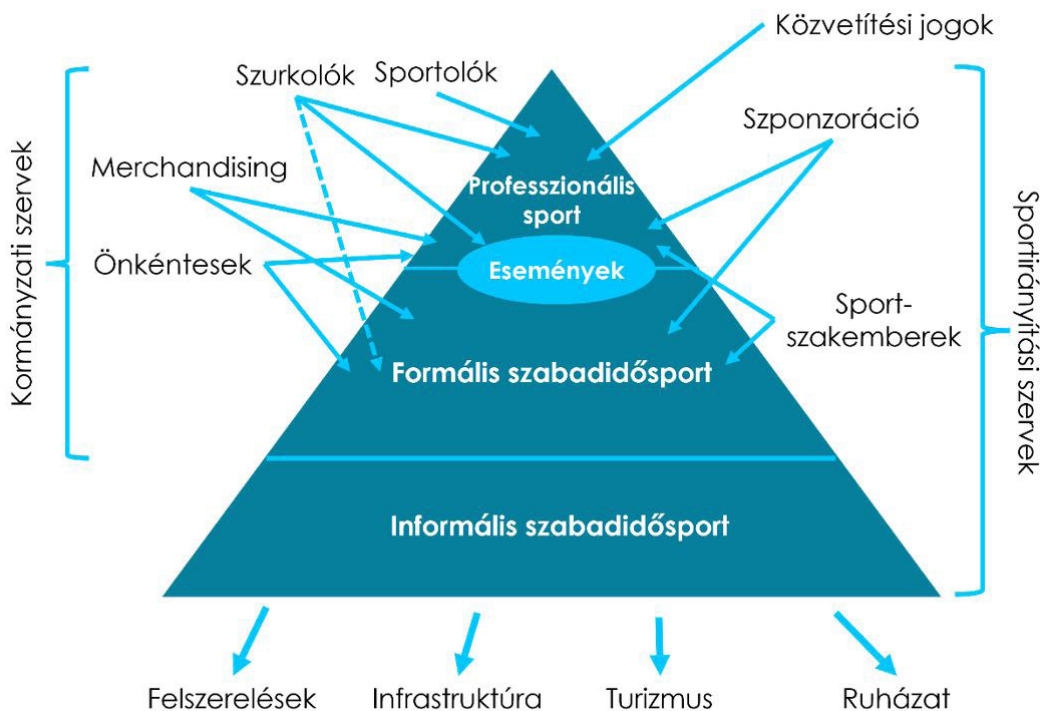 Közvetítési jogok
Szurkolók
Sportolók
Szponzoráció
Merchandising
Professzionális
sport
Kormányzati szervek
Önkéntesek
Események
Sport-
szakemberek
Sportirányítási szervek
Formális szabadidősport
Informális szabadidősport
Felszerelések
Infrastruktúra
Turizmus
Ruházat